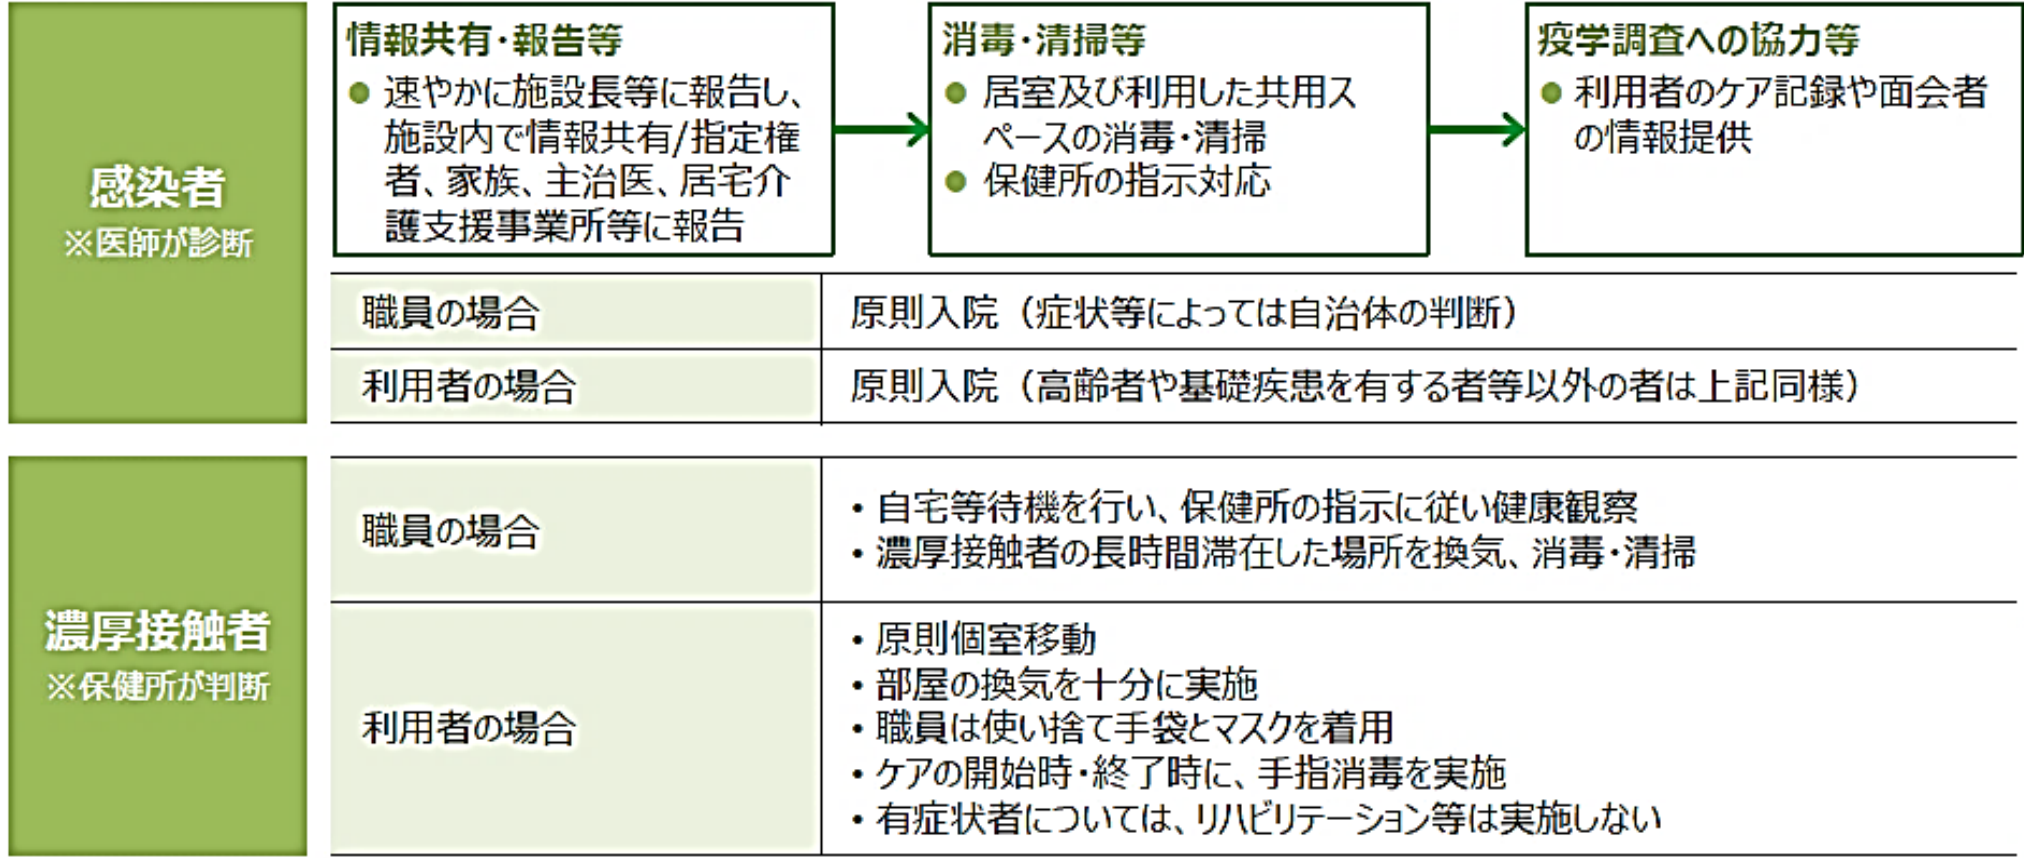 感染者
※医師が診断
情報共有・報告等
● 速やかに施設長等に報告し、
施設内で情報共有/指定権
者、家族、主治医、居宅介
護支援事業所等に報告
消毒・清掃等
● 居室及び利用した共用ス
ペースの消毒・清掃
● 保健所の指示対応
疫学調査への協力等
● 利用者のケア記録や面会者
の情報提供
職員の場合
原則入院（症状等によっては自治体の判断）
利用者の場合
原則入院（高齢者や基礎疾患を有する者等以外の者は上記同様）
濃厚接触者
※保健所が判断
職員の場合
・自宅等待機を行い、保健所の指示に従い健康観察
・濃厚接触者の長時間滞在した場所を換気、消毒・清掃
利用者の場合
・原則個室移動
・部屋の換気を十分に実施
・職員は使い捨て手袋とマスクを着用
・ケアの開始時・終了時に、手指消毒を実施
・有症状者については、リハビリテーション等は実施しない